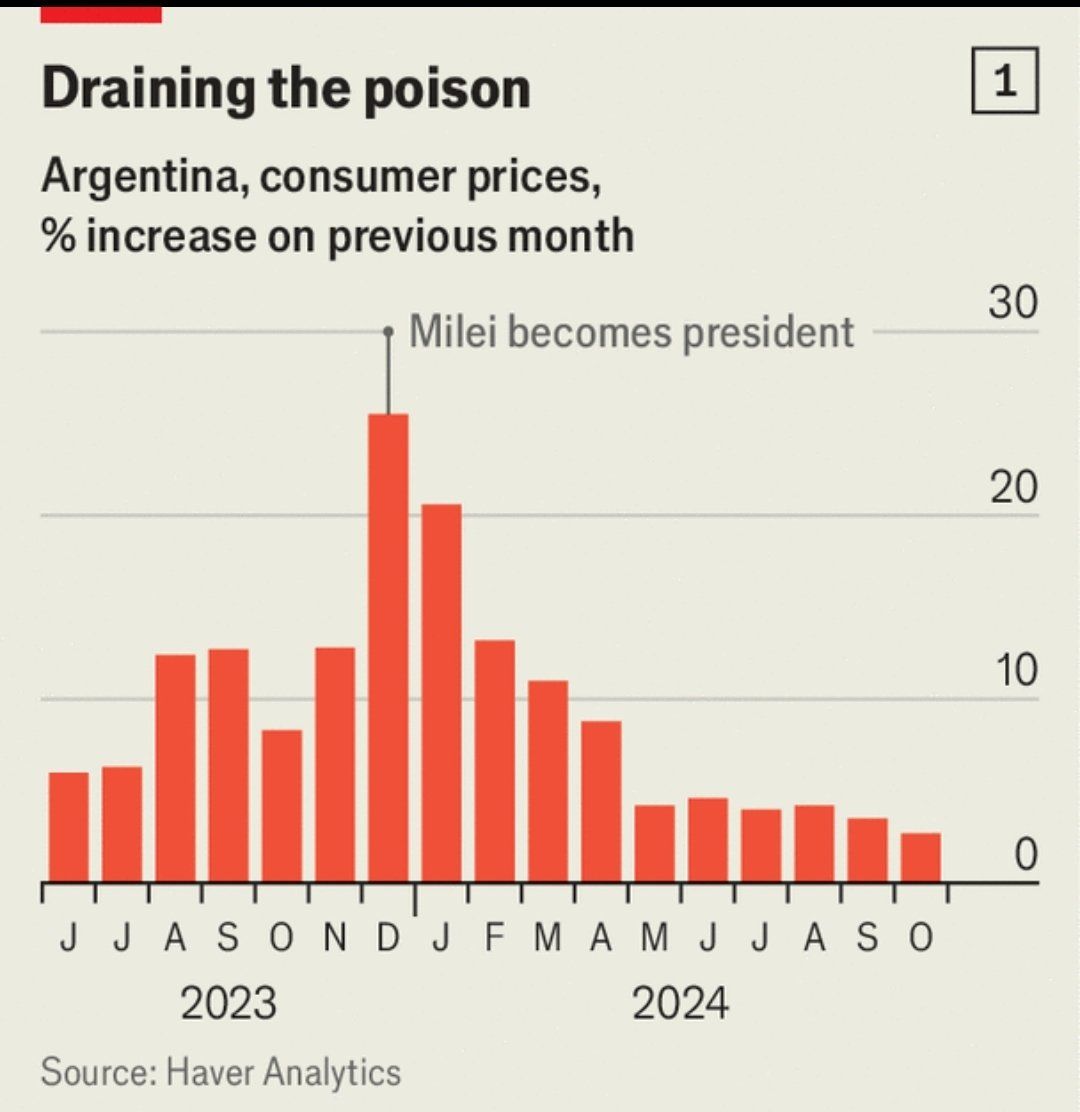 Draining the poison
1
Argentina, consumer prices,
% increase on previous month
30
Milei becomes president
20
10
0
J J A S O N D J F M A M J J A S O
2023 2024
Source: Haver Analytics